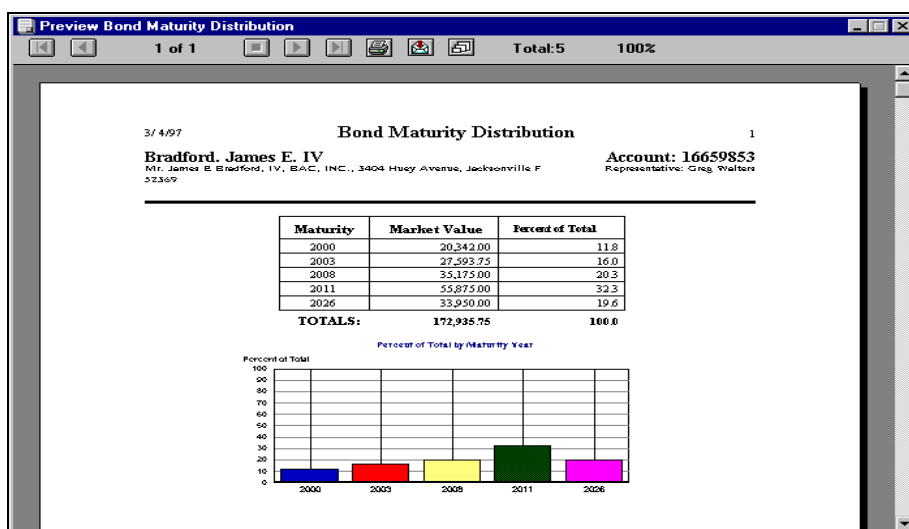 Preview Bond Maturity Distribution
1 of 1 Total:5 100%
3/ 4/97 Bond Maturity Distribution 1
Bradford. James E. IV Account: 16659853
Mr. James E Bradford, IV, BAC, INC., 3404 Huey Avenue, Jacksonville F Representative: Greg Walters
32369
Maturity Market Value Percent of Total
2000 20,342.00 11.8
2003 27,593.75 16.0
2008 35,175.00 20.3
2011 55,875.00 32.3
2026 33,950.00 19.6
TOTALS: 172,935.75 100.0
Percent of Total by Maturity Year
Percent of Total
100
90
80
70
60
50
40
30
20
10
0
2000 2003 2008 2011 2026